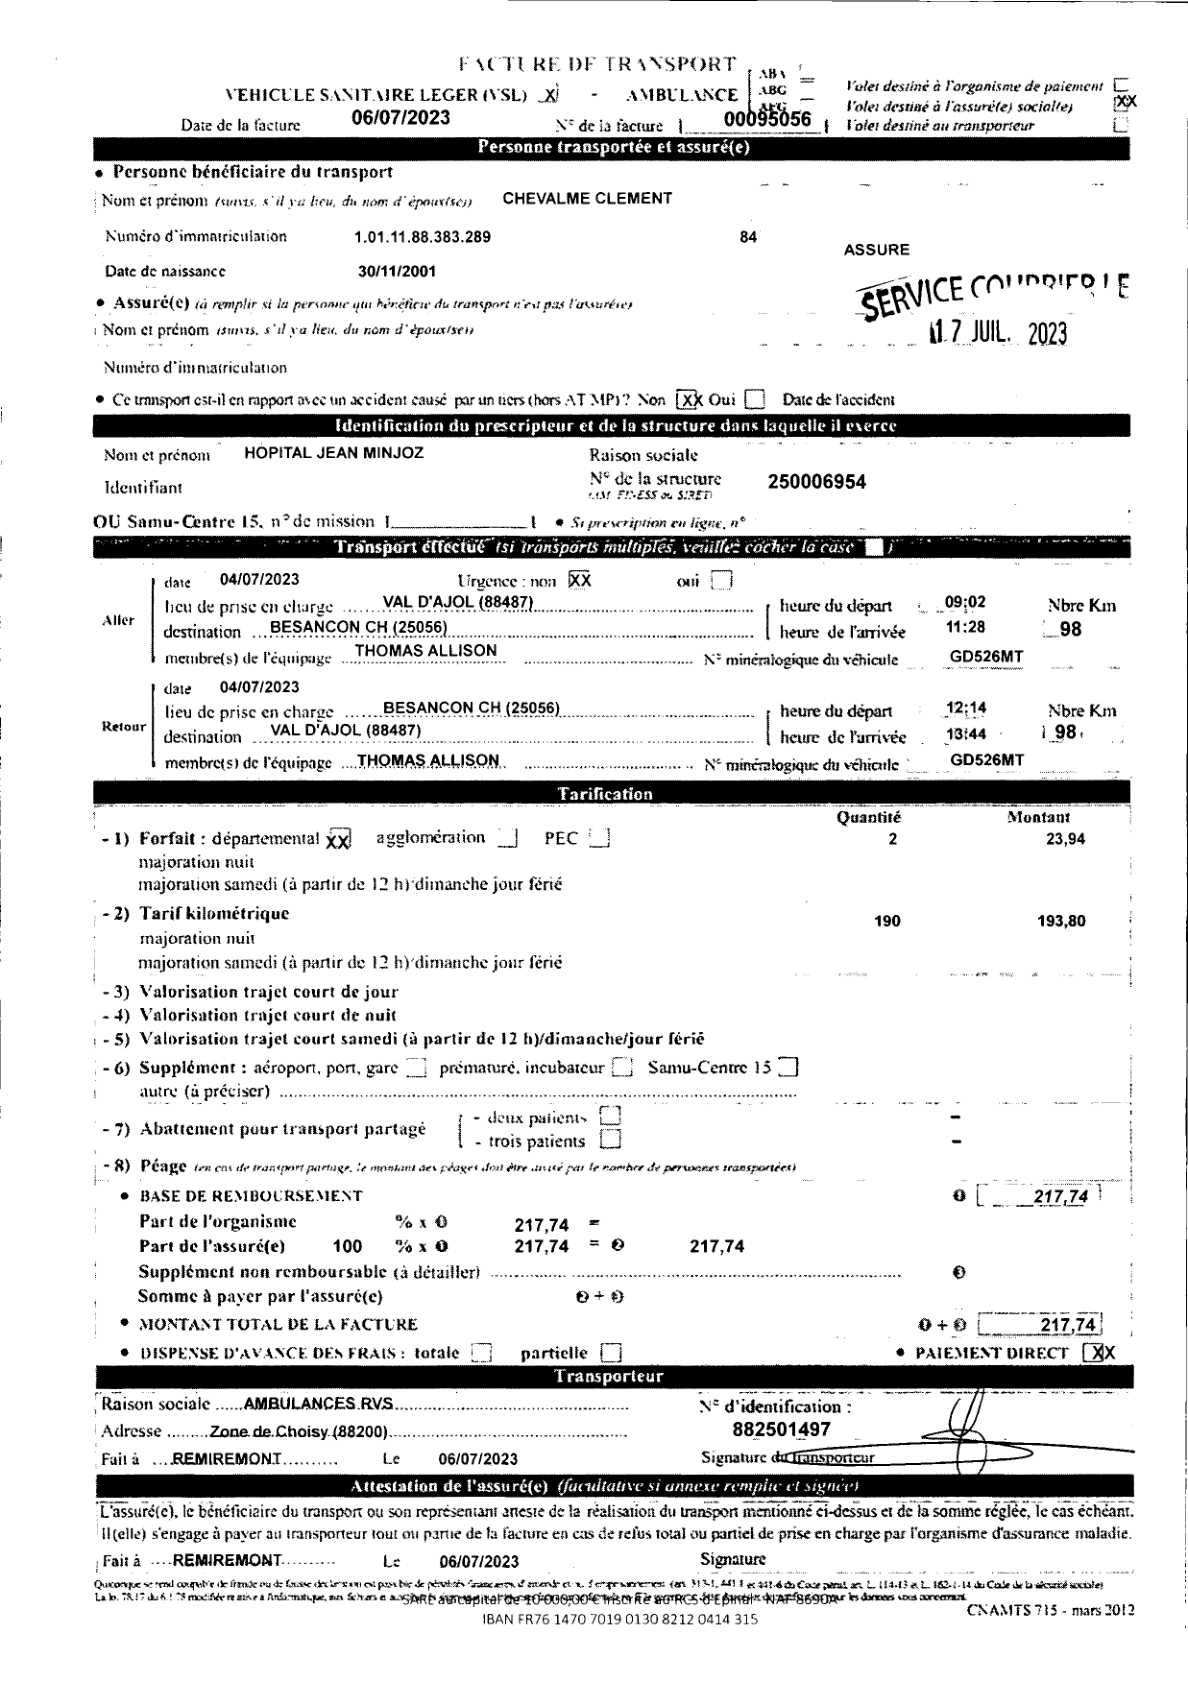 FACTURE DE TRANSPORT
VEHICULE SANITAIRE LEGER (VSL) X - AMBULANCE ABA ABC
Volet destiné à l'organisme de paiement
Volet destiné à l'assuré(e) social(e) XX
Volet destiné au transporteur
Date de la facture 06/07/2023 N° de la facture 00095056
Personne transportée et assuré(e)
• Personne bénéficiaire du transport
Nom et prénom (suivis, s'il y a lieu, du nom d'époux(se)) CHEVALME CLEMENT
Numéro d'immatriculation 1.01.11.88.383.289 84
ASSURE
Date de naissance 30/11/2001
SERVICE COURRIER LE
17 JUIL. 2023
• Assuré(e) (à remplir si la personne qui bénéficie du transport n'est pas l'assuré(e))
Nom et prénom (suivis, s'il y a lieu, du nom d'époux(se))
Numéro d'immatriculation
• Ce transport est-il en rapport avec un accident causé par un tiers (hors AT/MP) ? Non XX Oui Date de l'accident
Identification du prescripteur et de la structure dans laquelle il exerce
Nom et prénom HOPITAL JEAN MINJOZ Raison sociale
Identifiant N° de la structure 250006954
(AM, FINESS ou SIRET)
OU Samu-Centre 15, n° de mission • Si prescription en ligne, n°
Transport effectué (si transports multiples, veuillez cocher la case )
Aller
date 04/07/2023 Urgence : non XX oui
lieu de prise en charge VAL D'AJOL (88487) heure du départ 09:02 Nbre Km
destination BESANCON CH (25056) heure de l'arrivée 11:28 98
membre(s) de l'équipage THOMAS ALLISON N° minéralogique du véhicule GD526MT
Retour
date 04/07/2023
lieu de prise en charge BESANCON CH (25056) heure du départ 12:14 Nbre Km
destination VAL D'AJOL (88487) heure de l'arrivée 13:44 98
membre(s) de l'équipage THOMAS ALLISON N° minéralogique du véhicule GD526MT
Tarification
Quantité Montant
- 1) Forfait : départemental XX agglomération PEC 2 23,94
majoration nuit
majoration samedi (à partir de 12 h)/dimanche jour férié
- 2) Tarif kilométrique 190 193,80
majoration nuit
majoration samedi (à partir de 12 h)/dimanche jour férié
- 3) Valorisation trajet court de jour
- 4) Valorisation trajet court de nuit
- 5) Valorisation trajet court samedi (à partir de 12 h)/dimanche/jour férié
- 6) Supplément : aéroport, port, gare prématuré, incubateur Samu-Centre 15
autre (à préciser)
- 7) Abattement pour transport partagé - deux patients –
- trois patients –
- 8) Péage (en cas de transport partagé, le montant des péages doit être divisé par le nombre de personnes transportées)
• BASE DE REMBOURSEMENT ❶ 217,74
Part de l'organisme % x ❶ 217,74 =
Part de l'assuré(e) 100 % x ❶ 217,74 = ❷ 217,74
Supplément non remboursable (à détailler) ❸
Somme à payer par l'assuré(e) ❷ + ❸
• MONTANT TOTAL DE LA FACTURE ❶ + ❸ 217,74
• DISPENSE D'AVANCE DES FRAIS : totale partielle • PAIEMENT DIRECT XX
Transporteur
Raison sociale AMBULANCES RVS N° d'identification :
Adresse Zone de Choisy (88200) 882501497
Fait à REMIREMONT Le 06/07/2023 Signature du transporteur
Attestation de l'assuré(e) (facultative si annexe remplie et signée)
L'assuré(e), le bénéficiaire du transport ou son représentant atteste de la réalisation du transport mentionné ci-dessus et de la somme réglée, le cas échéant.
Il(elle) s'engage à payer au transporteur tout ou partie de la facture en cas de refus total ou partiel de prise en charge par l'organisme d'assurance maladie.
Fait à REMIREMONT Le 06/07/2023 Signature
Quiconque se rend coupable de fraude ou de fausse déclaration est passible de pénalités financières, d'amende et/ou d'emprisonnement (art. 313-1, 441-1 et 441-6 du Code pénal, art. L. 114-13 et L. 162-1-14 du Code de la sécurité sociale)
SARL au capital de 10 000,00 € Inscrite au RCS d'Epinal - NAF 8690A
CNAMTS 715 - mars 2012
IBAN FR76 1470 7019 0130 8212 0414 315